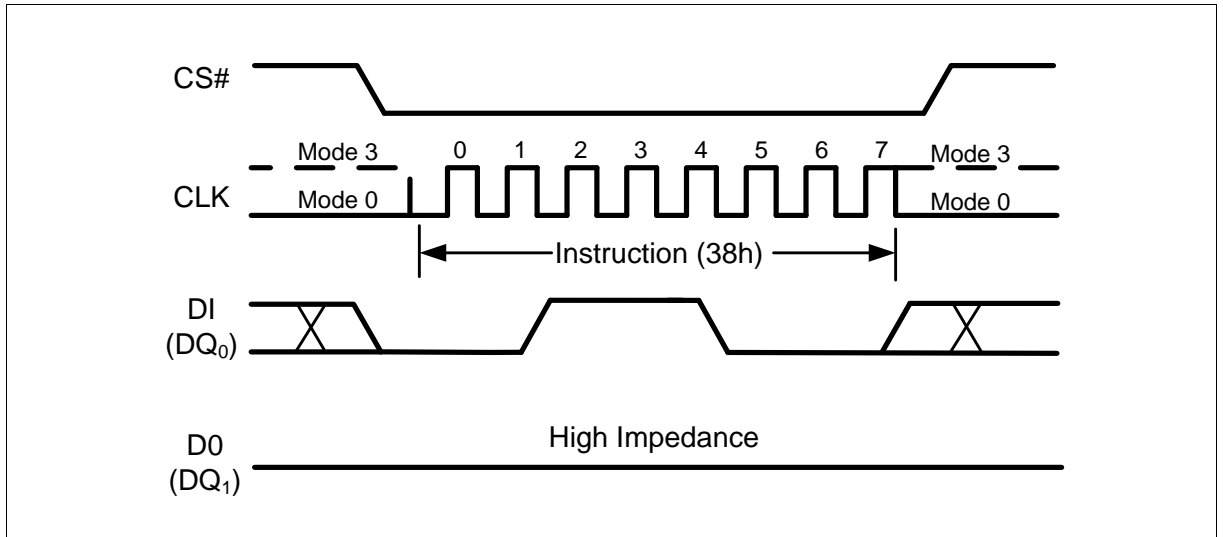 CS#
Mode 3 0 1 2 3 4 5 6 7 Mode 3
CLK
Mode 0 Mode 0
Instruction (38h)
DI
(DQ₀)
High Impedance
D0
(DQ₁)